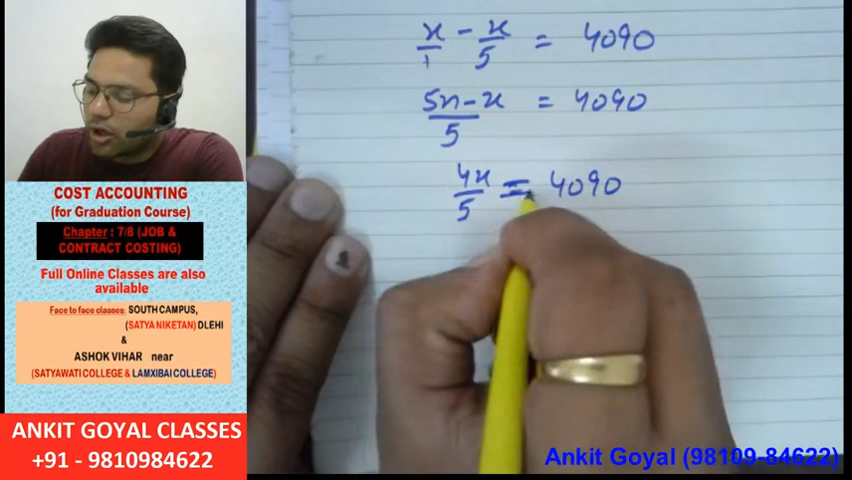 x/1 - x/5 = 4090
5x-x/5 = 4090
4x/5 = 4090
COST ACCOUNTING
(for Graduation Course)
Chapter : 7/8 (JOB &
CONTRACT COSTING)
Full Online Classes are also
available
Face to face classes: SOUTH CAMPUS,
(SATYA NIKETAN) DLEHI
&
ASHOK VIHAR near
(SATYAWATI COLLEGE & LAMXIBAI COLLEGE)
ANKIT GOYAL CLASSES
+91 - 9810984622
Ankit Goyal (98109-84622)